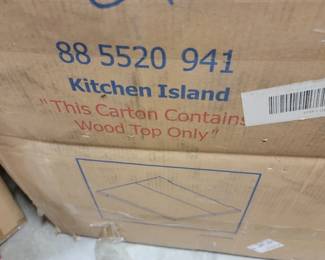 88 5520 941
Kitchen Island
"This Carton Contains
Wood Top Only"